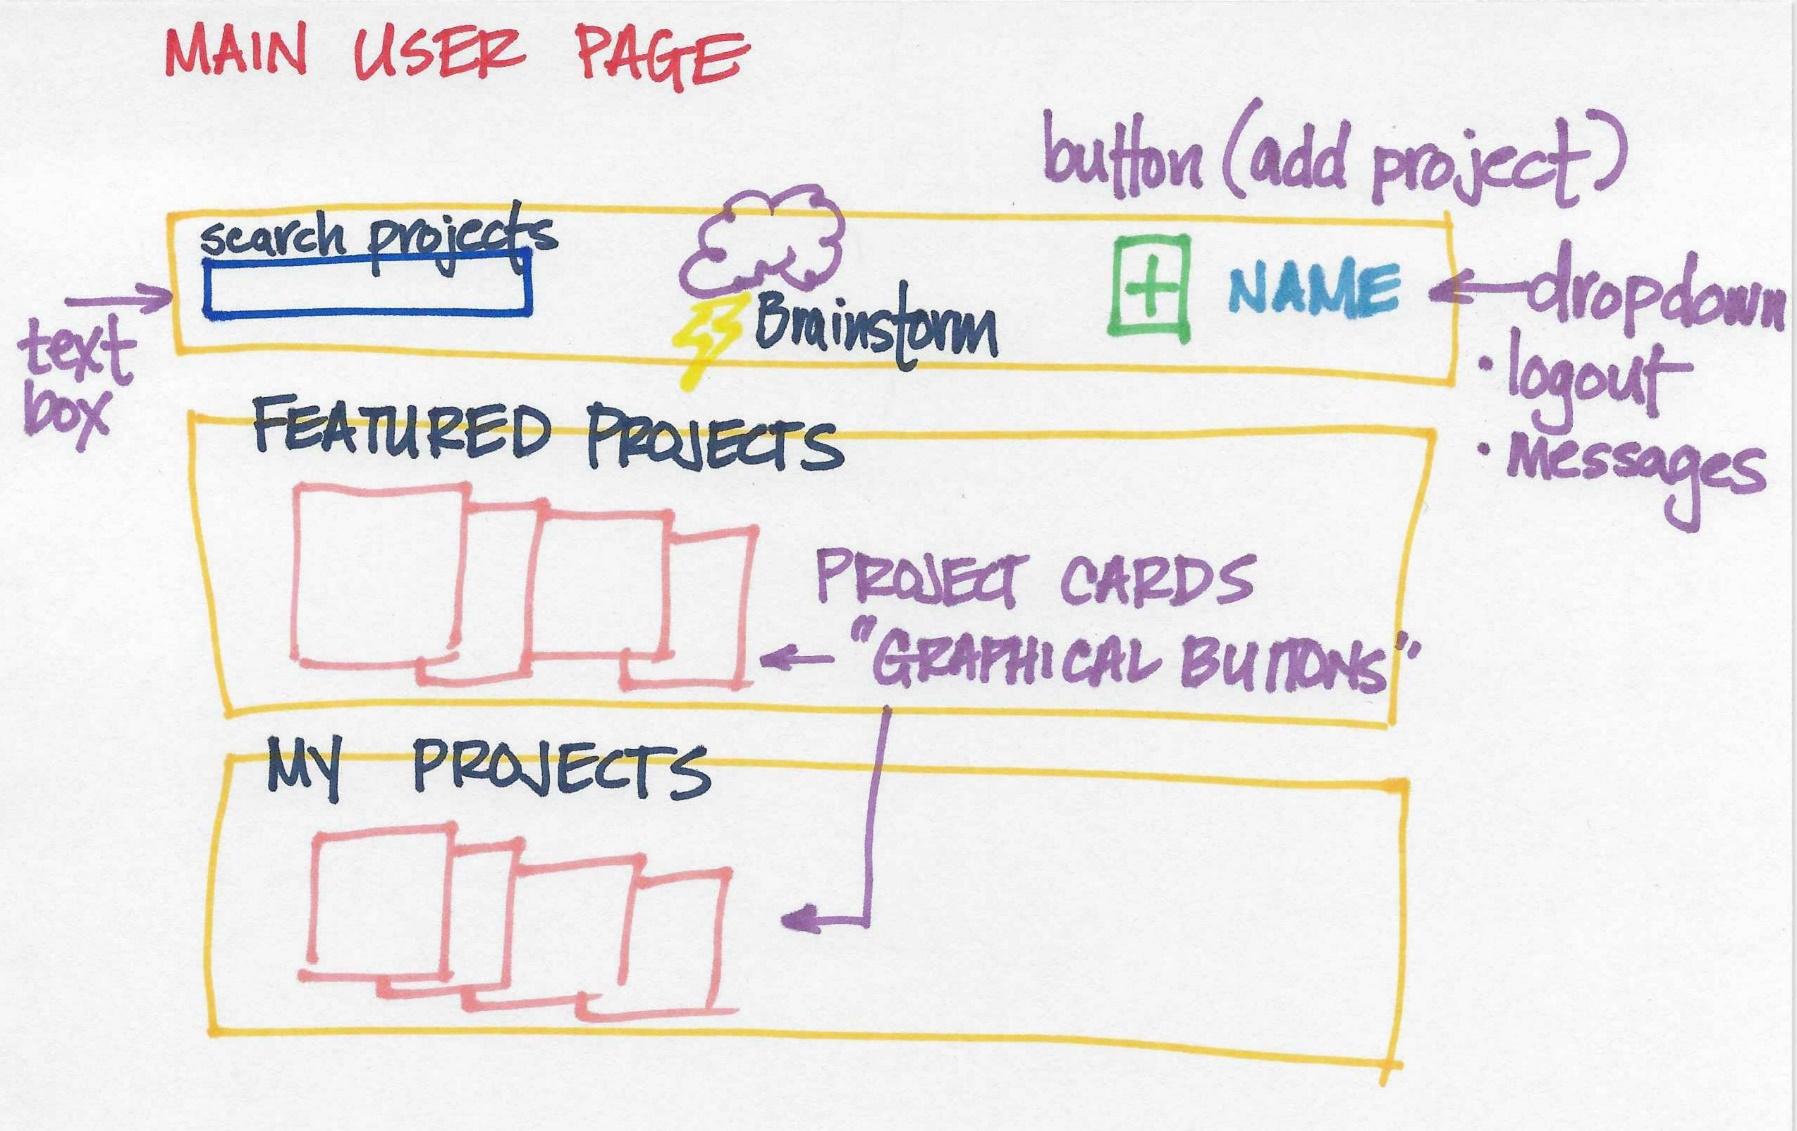 MAIN USER PAGE
button (add project)
search projects
Brainstorm
+ NAME
dropdown
• logout
• Messages
text
box
FEATURED PROJECTS
PROJECT CARDS
"GRAPHICAL BUTTONS"
MY PROJECTS